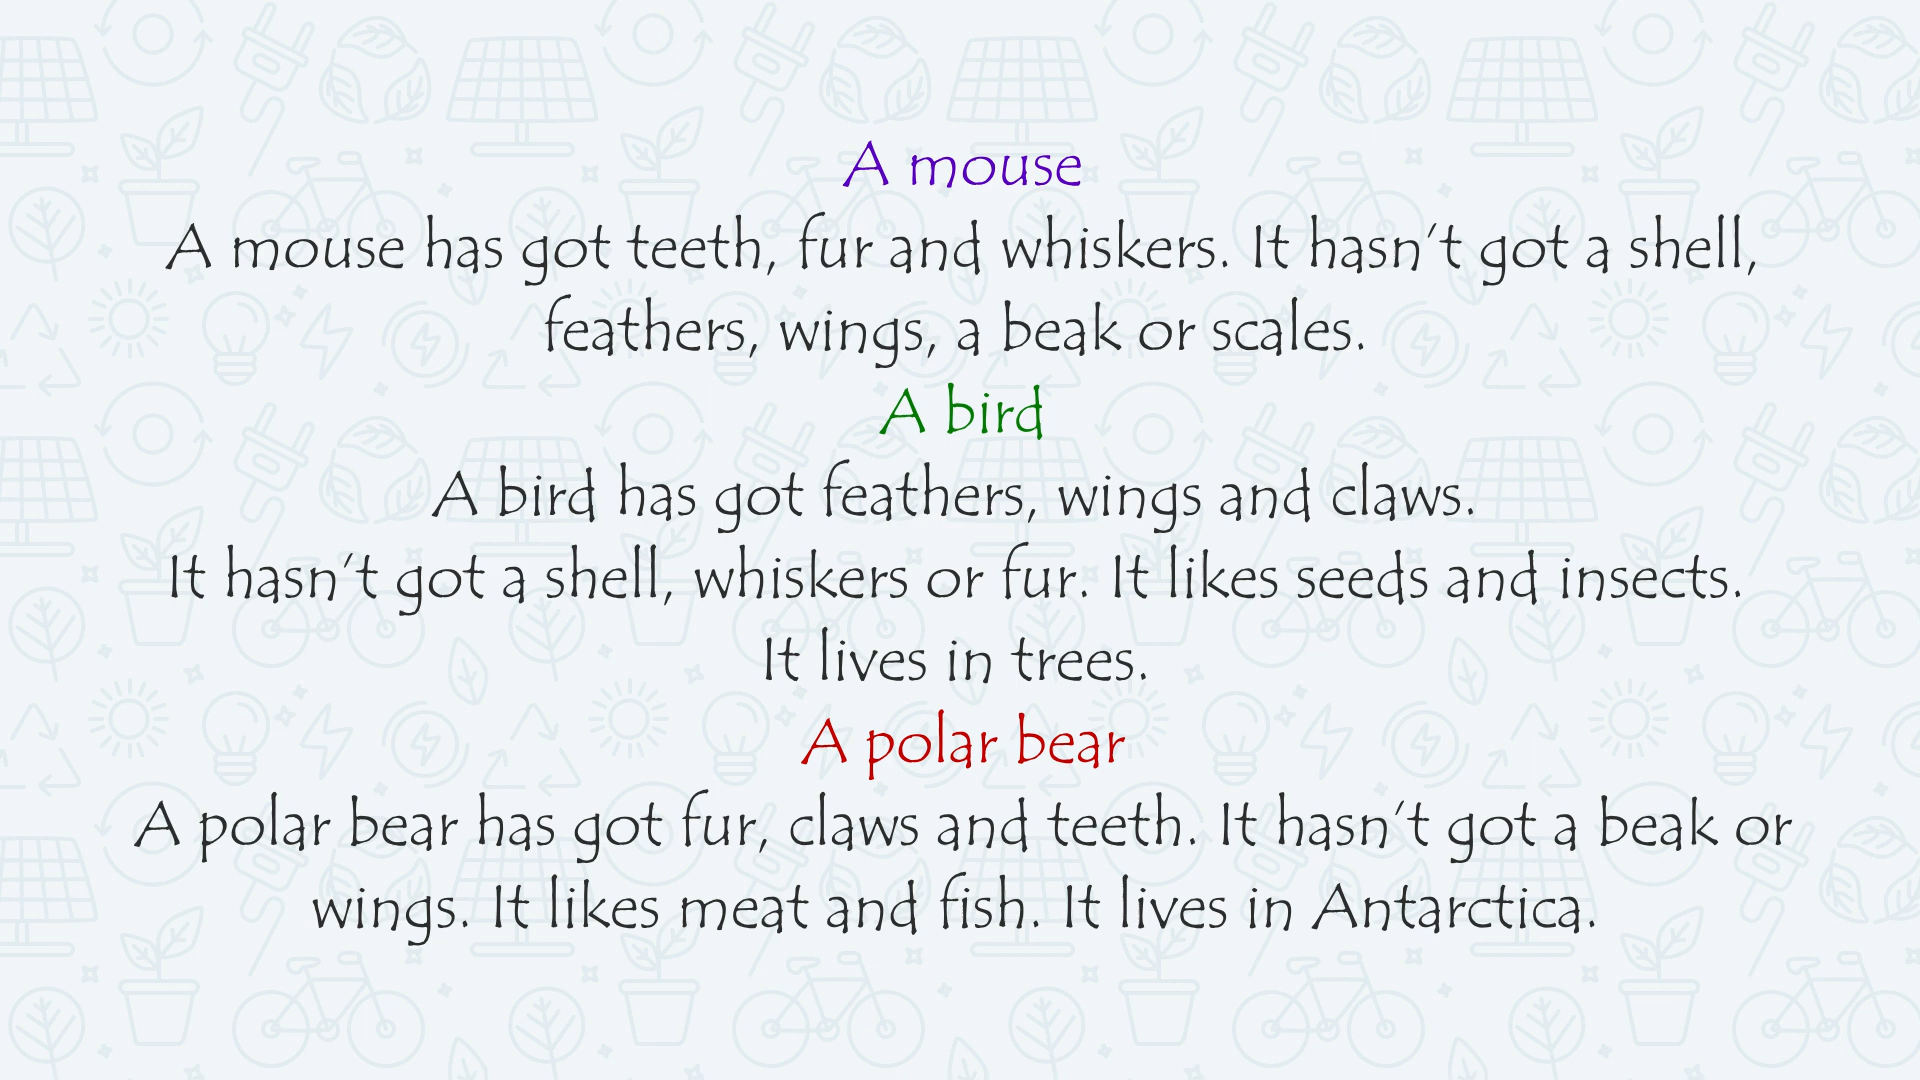 A mouse
A mouse has got teeth, fur and whiskers. It hasn’t got a shell,
feathers, wings, a beak or scales.
A bird
A bird has got feathers, wings and claws.
It hasn’t got a shell, whiskers or fur. It likes seeds and insects.
It lives in trees.
A polar bear
A polar bear has got fur, claws and teeth. It hasn’t got a beak or
wings. It likes meat and fish. It lives in Antarctica.